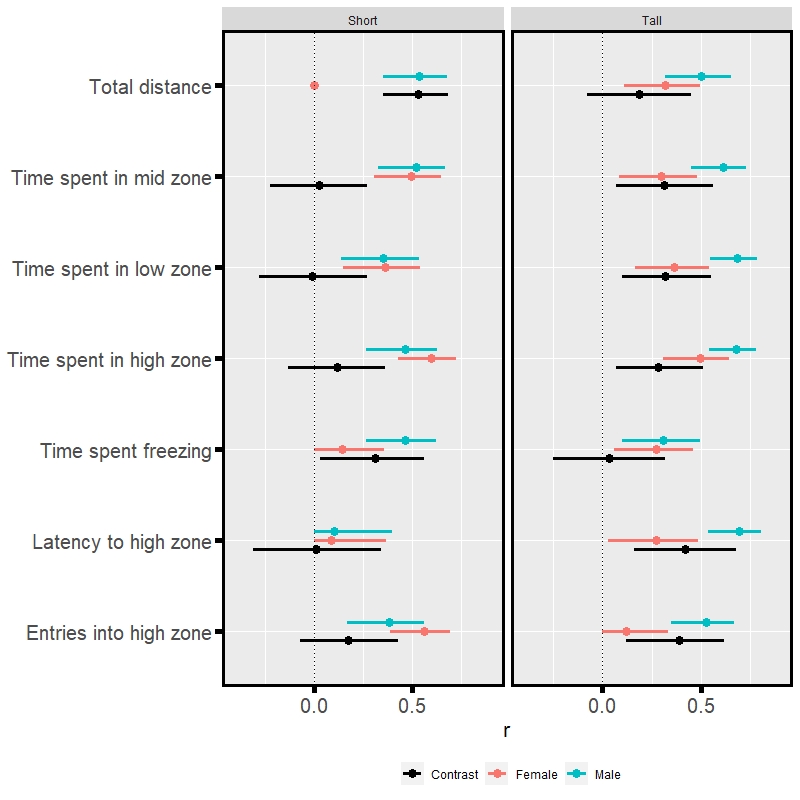 Short Tall
Total distance
Time spent in mid zone
Time spent in low zone
Time spent in high zone
Time spent freezing
Latency to high zone
Entries into high zone
0.0 0.5 0.0 0.5
r
Contrast Female Male